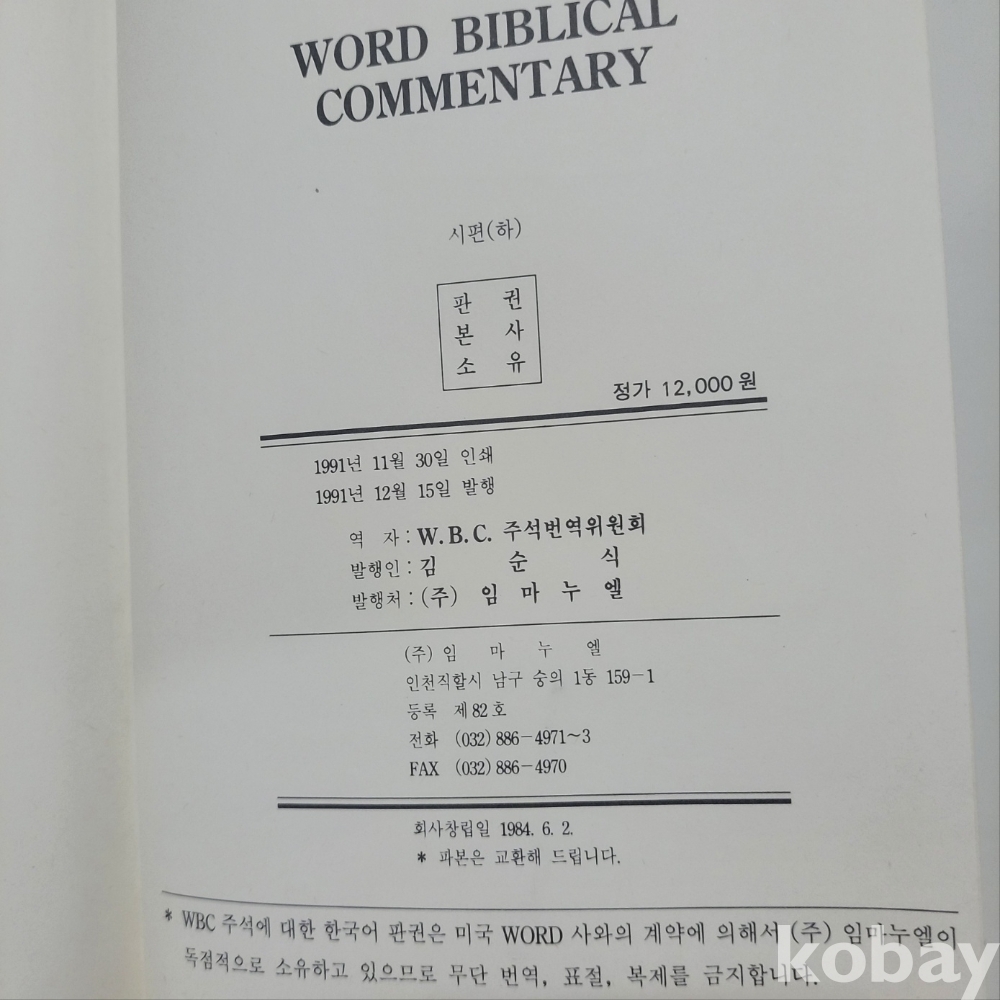 WORD BIBLICAL
COMMENTARY
시편(하)
판 권
본 사
소 유
정가 12,000원
1991년 11월 30일 인쇄
1991년 12월 15일 발행
역 자 : W.B.C. 주석번역위원회
발행인 : 김 순 식
발행처 : (주) 임 마 누 엘
(주) 임 마 누 엘
인천직할시 남구 숭의 1동 159-1
등록 제82호
전화 (032) 886-4971~3
FAX (032) 886-4970
회사창립일 1984. 6. 2.
* 파본은 교환해 드립니다.
* WBC 주석에 대한 한국어 판권은 미국 WORD 사와의 계약에 의해서 (주) 임마누엘이
독점적으로 소유하고 있으므로 무단 번역, 표절, 복제를 금지합니다.
kobay